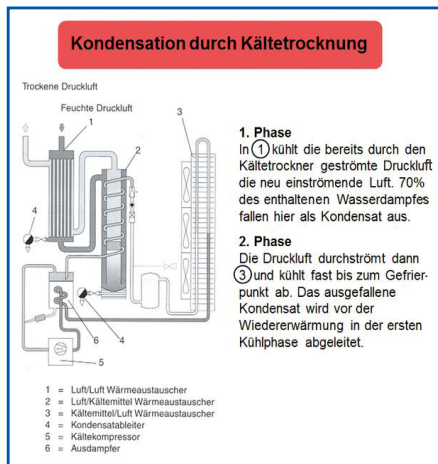 Kondensation durch Kältetrocknung
Trockene Druckluft
Feuchte Druckluft
1
2
3
4
4
6
5
1. Phase
In 1 kühlt die bereits durch den
Kältetrockner geströmte Druckluft
die neu einströmende Luft. 70%
des enthaltenen Wasserdampfes
fallen hier als Kondensat aus.
2. Phase
Die Druckluft durchströmt dann
3 und kühlt fast bis zum Gefrier-
punkt ab. Das ausgefallene
Kondensat wird vor der
Wiedererwärmung in der ersten
Kühlphase abgeleitet.
1 = Luft/Luft Wärmeaustauscher
2 = Luft/Kältemittel Wärmeaustauscher
3 = Kältemittel/Luft Wärmeaustauscher
4 = Kondensatableiter
5 = Kältekompressor
6 = Ausdampfer